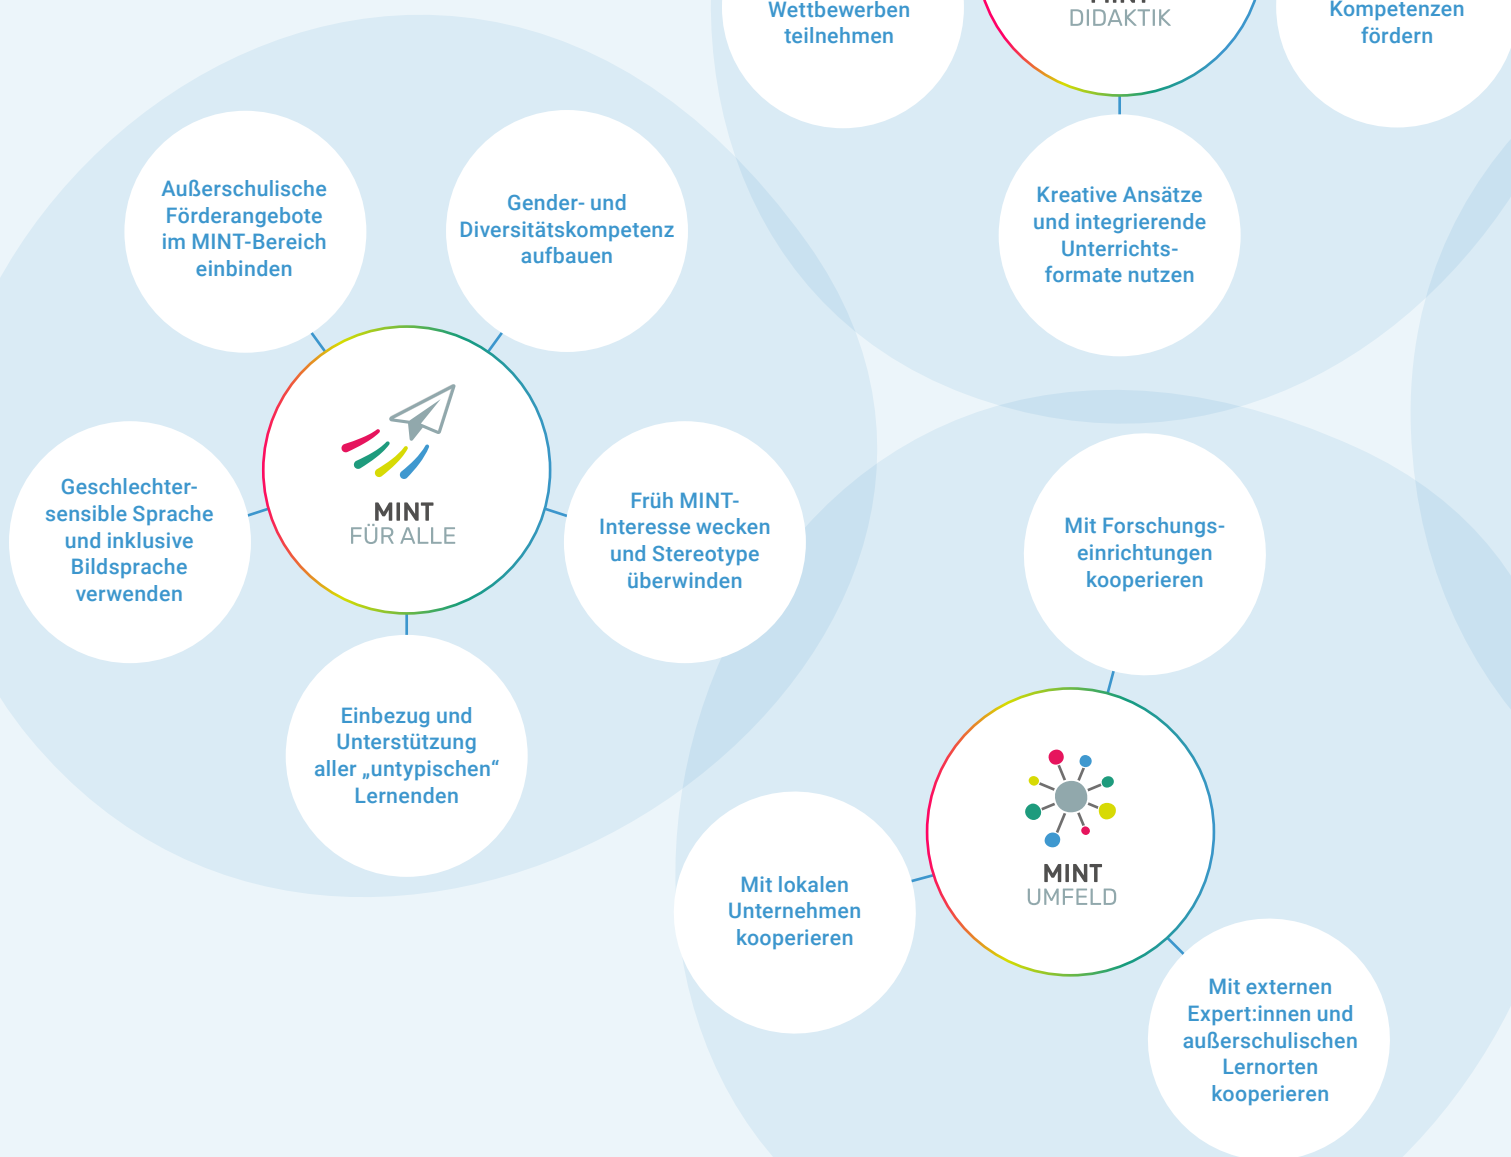 Wettbewerben
teilnehmen
DIDAKTIK
Kompetenzen
fördern
Kreative Ansätze
und integrierende
Unterrichts-
formate nutzen
Außerschulische
Förderangebote
im MINT-Bereich
einbinden
Gender- und
Diversitätskompetenz
aufbauen
MINT
FÜR ALLE
Geschlechter-
sensible Sprache
und inklusive
Bildsprache
verwenden
Früh MINT-
Interesse wecken
und Stereotype
überwinden
Einbezug und
Unterstützung
aller „untypischen“
Lernenden
Mit Forschungs-
einrichtungen
kooperieren
MINT
UMFELD
Mit lokalen
Unternehmen
kooperieren
Mit externen
Expert:innen und
außerschulischen
Lernorten
kooperieren